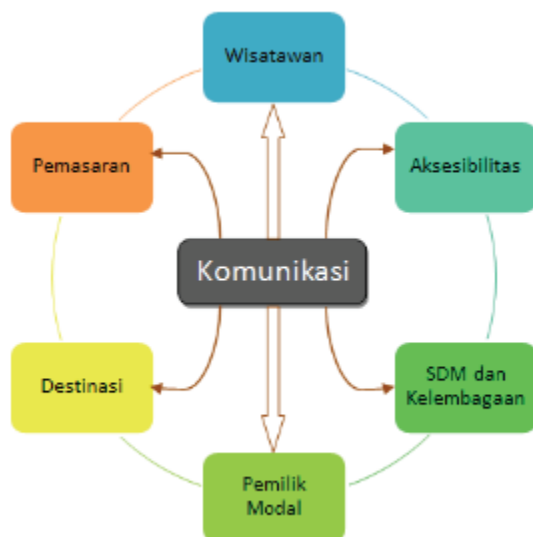 Wisatawan
Pemasaran
Aksesibilitas
Komunikasi
Destinasi
SDM dan
Kelembagaan
Pemilik
Modal